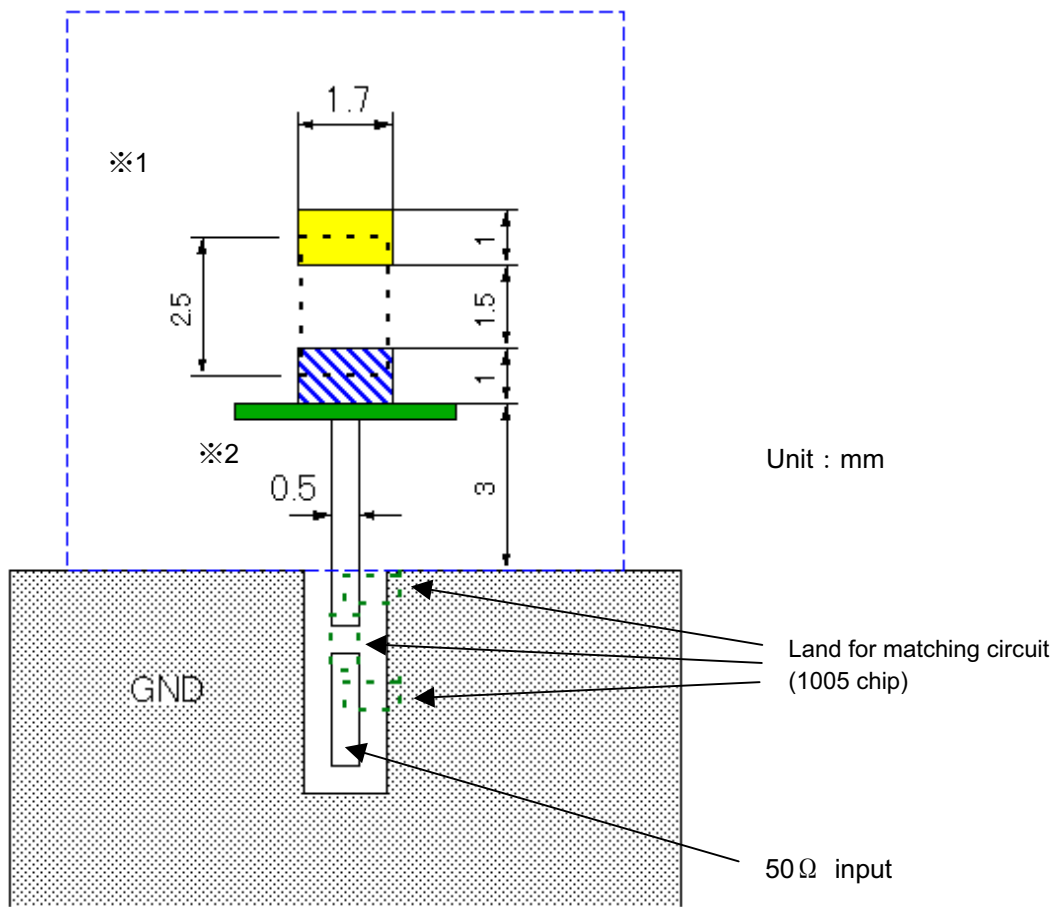 1.7
※1
1
2.5
1.5
1
※2
0.5
3
Unit：mm
GND
Land for matching circuit
(1005 chip)
50Ω input